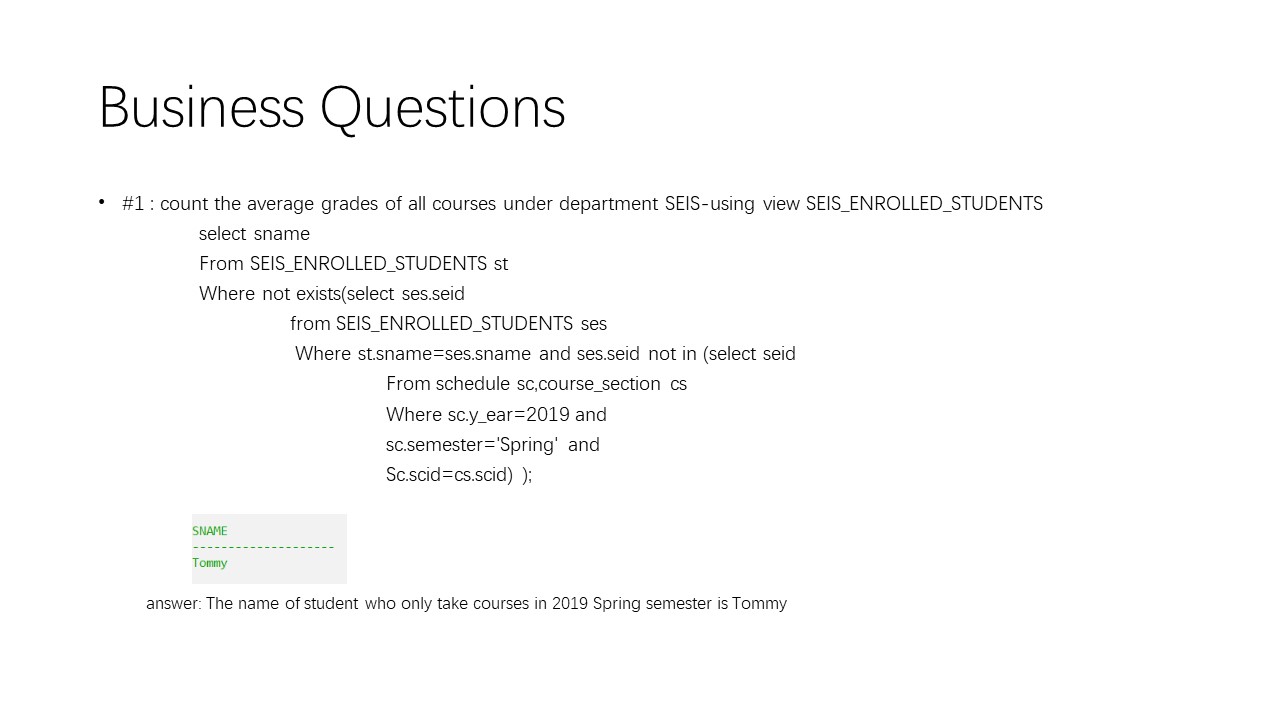 Business Questions
• #1 : count the average grades of all courses under department SEIS-using view SEIS_ENROLLED_STUDENTS
select sname
From SEIS_ENROLLED_STUDENTS st
Where not exists(select ses.seid
from SEIS_ENROLLED_STUDENTS ses
Where st.sname=ses.sname and ses.seid not in (select seid
From schedule sc,course_section cs
Where sc.y_ear=2019 and
sc.semester='Spring' and
Sc.scid=cs.scid) );
SNAME
--------------------
Tommy
answer: The name of student who only take courses in 2019 Spring semester is Tommy